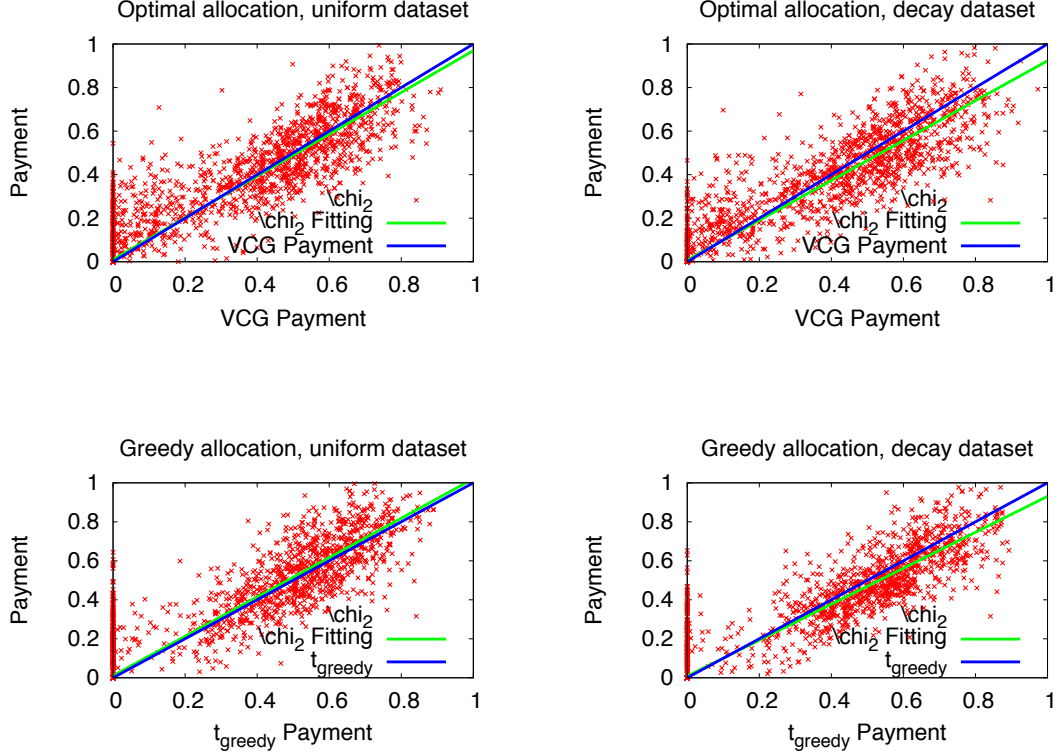 Optimal allocation, uniform dataset
Payment
1
0.8
0.6
0.4
0.2
0
\chi2
\chi2 Fitting
VCG Payment
0 0.2 0.4 0.6 0.8 1
VCG Payment
Optimal allocation, decay dataset
Payment
1
0.8
0.6
0.4
0.2
0
\chi2
\chi2 Fitting
VCG Payment
0 0.2 0.4 0.6 0.8 1
VCG Payment
Greedy allocation, uniform dataset
Payment
1
0.8
0.6
0.4
0.2
0
\chi2
\chi2 Fitting
tgreedy
0 0.2 0.4 0.6 0.8 1
tgreedy Payment
Greedy allocation, decay dataset
Payment
1
0.8
0.6
0.4
0.2
0
\chi2
\chi2 Fitting
tgreedy
0 0.2 0.4 0.6 0.8 1
tgreedy Payment